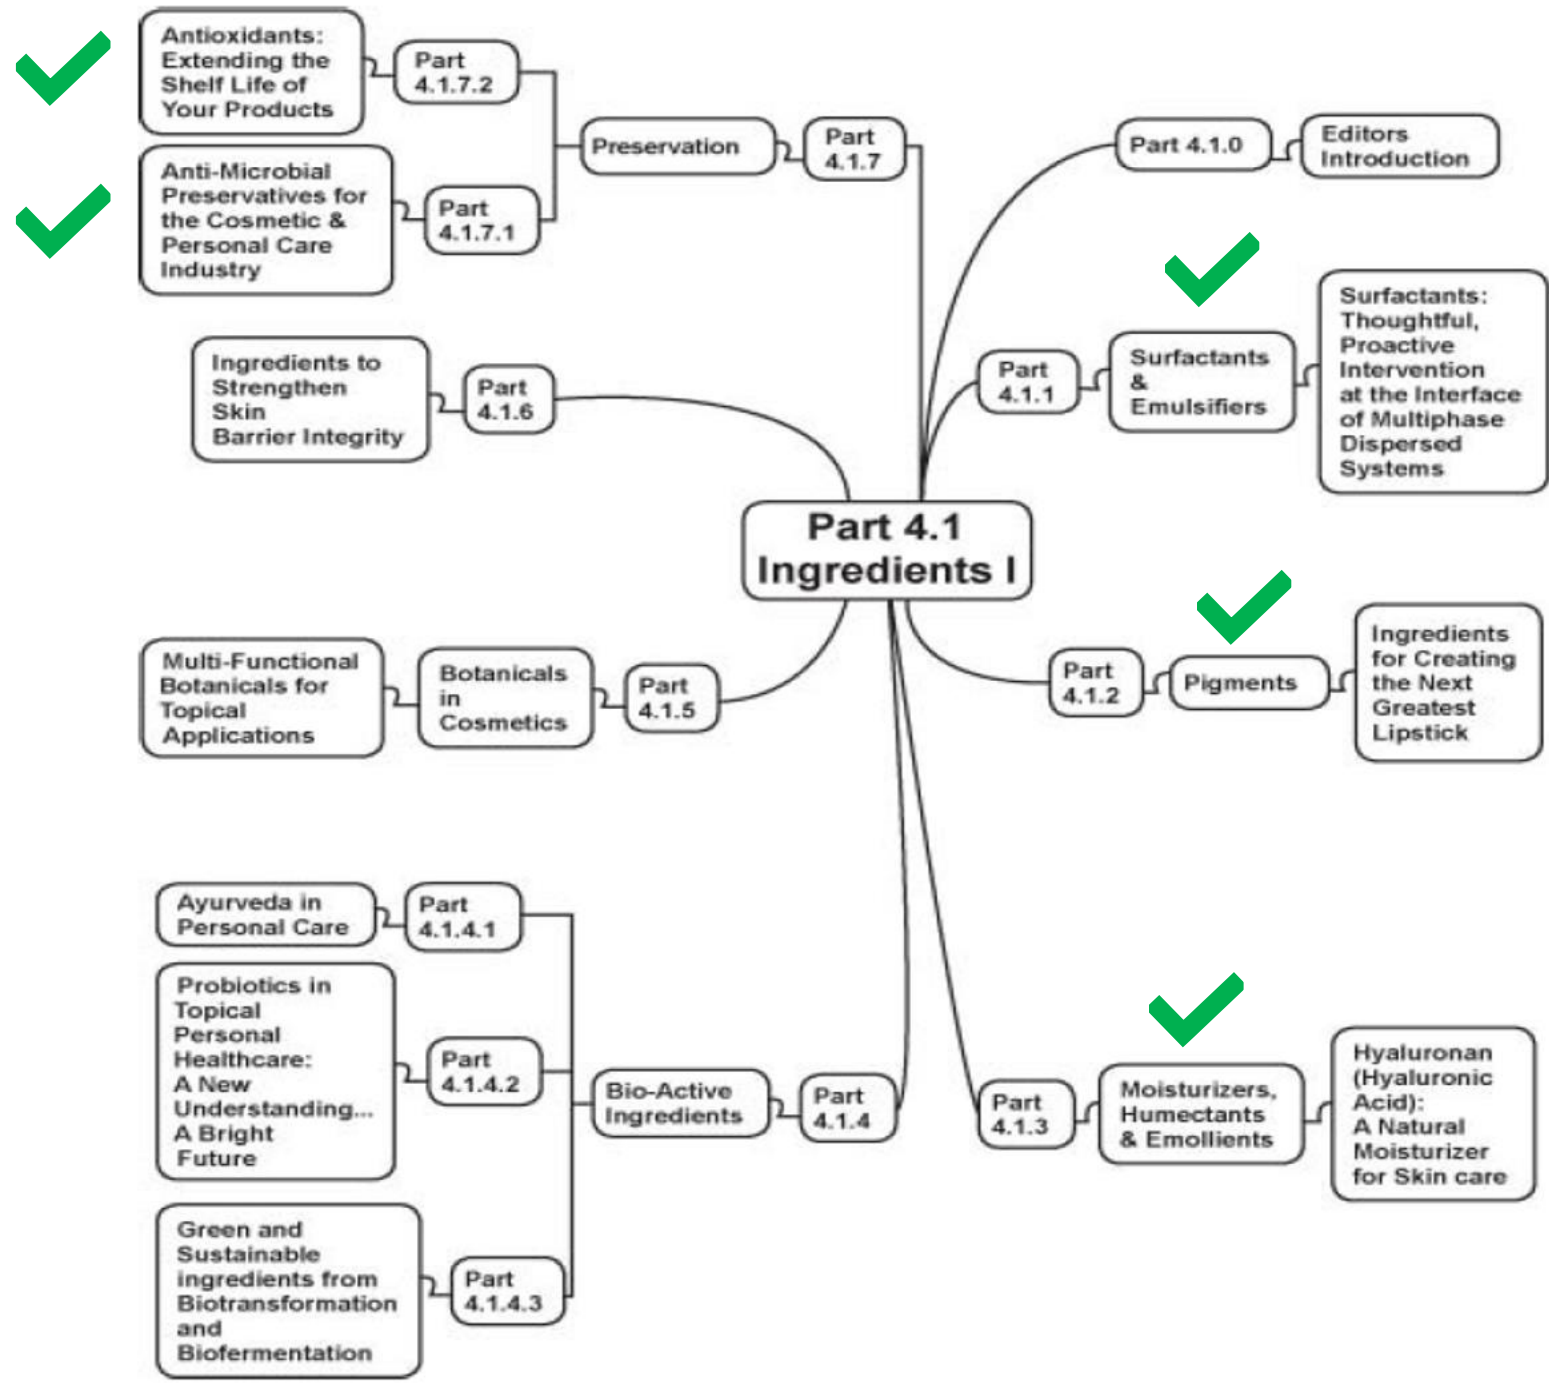 Part 4.1
Ingredients I
Part 4.1.0
Editors
Introduction
Part
4.1.1
Surfactants
&
Emulsifiers
Surfactants:
Thoughtful,
Proactive
Intervention
at the Interface
of Multiphase
Dispersed
Systems
Part
4.1.2
Pigments
Ingredients
for Creating
the Next
Greatest
Lipstick
Part
4.1.3
Moisturizers,
Humectants
& Emollients
Hyaluronan
(Hyaluronic
Acid):
A Natural
Moisturizer
for Skin care
Part
4.1.4
Bio-Active
Ingredients
Part
4.1.4.1
Ayurveda in
Personal Care
Part
4.1.4.2
Probiotics in
Topical
Personal
Healthcare:
A New
Understanding...
A Bright
Future
Part
4.1.4.3
Green and
Sustainable
ingredients from
Biotransformation
and
Biofermentation
Part
4.1.5
Botanicals
in
Cosmetics
Multi-Functional
Botanicals for
Topical
Applications
Part
4.1.6
Ingredients to
Strengthen
Skin
Barrier Integrity
Part
4.1.7
Preservation
Part
4.1.7.1
Anti-Microbial
Preservatives for
the Cosmetic &
Personal Care
Industry
Part
4.1.7.2
Antioxidants:
Extending the
Shelf Life of
Your Products